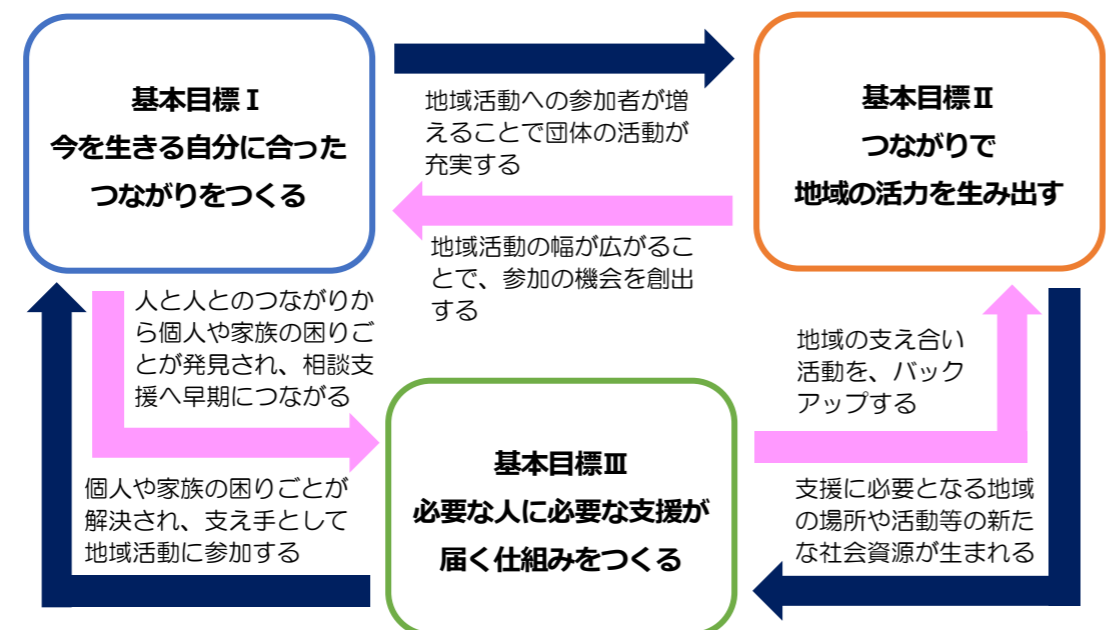 基本目標Ⅰ
今を生きる自分に合った
つながりをつくる
地域活動への参加者が増
えることで団体の活動が
充実する
基本目標Ⅱ
つながりで
地域の活力を生み出す
地域活動の幅が広がるこ
とで、参加の機会を創出
する
人と人とのつながりか
ら個人や家族の困りご
とが発見され、相談支
援へ早期につながる
地域の支え合い
活動を、バック
アップする
基本目標Ⅲ
必要な人に必要な支援が
届く仕組みをつくる
個人や家族の困りごとが
解決され、支え手として
地域活動に参加する
支援に必要となる地域
の場所や活動等の新た
な社会資源が生まれる